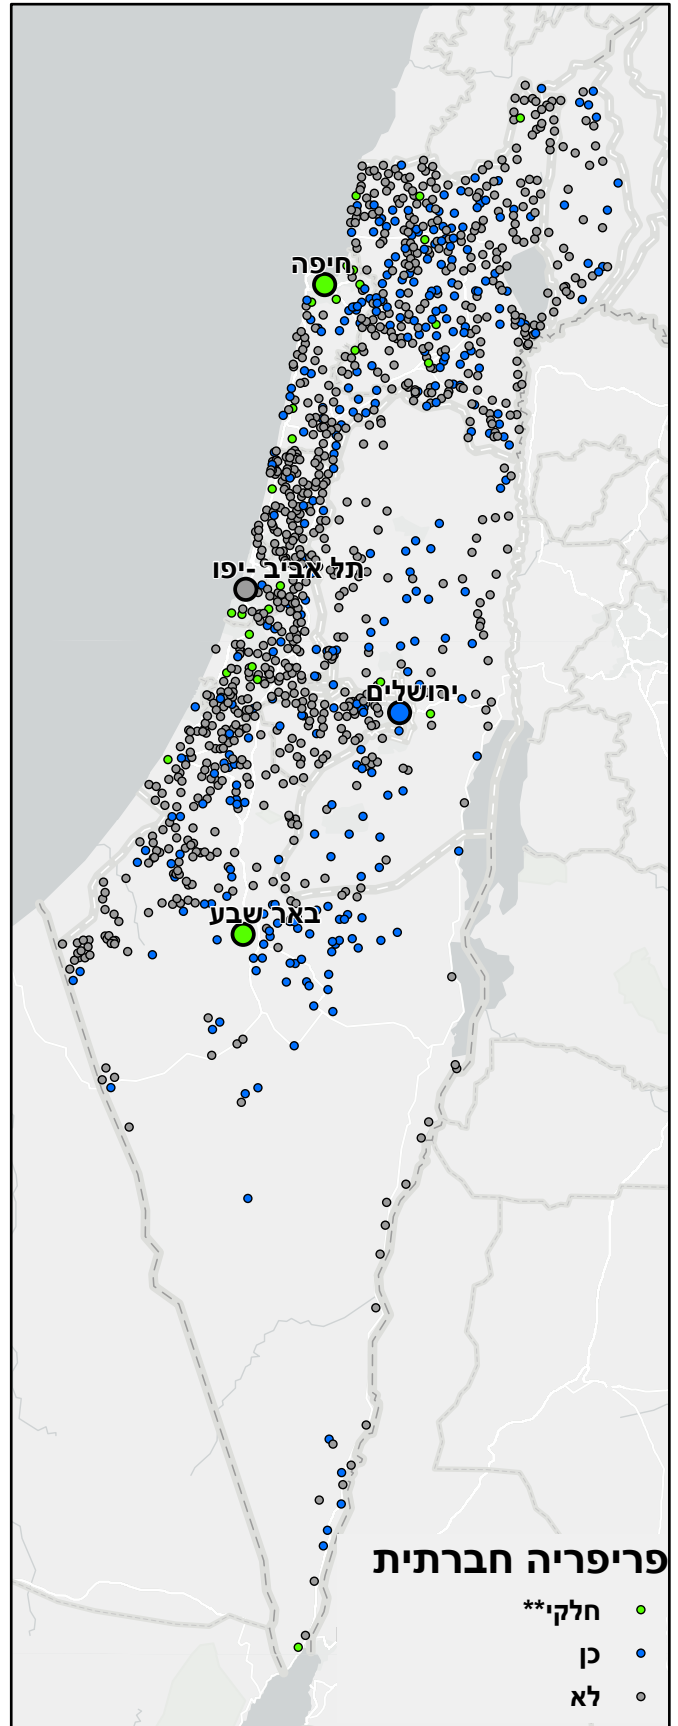 חיפה
תל אביב -יפו
ירושלים
באר שבע
פריפריה חברתית
חלקי**
כן
לא